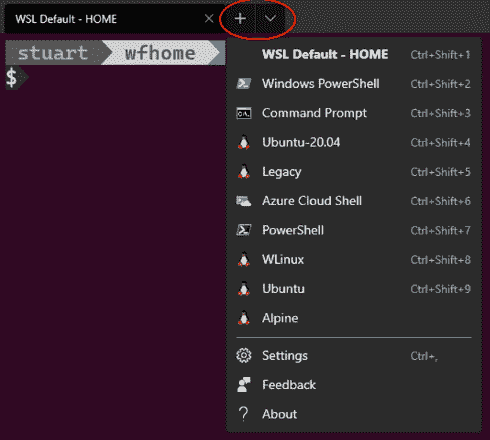 WSL Default - HOME
stuart wfhome
$
WSL Default - HOME Ctrl+Shift+1
Windows PowerShell Ctrl+Shift+2
Command Prompt Ctrl+Shift+3
Ubuntu-20.04 Ctrl+Shift+4
Legacy Ctrl+Shift+5
Azure Cloud Shell Ctrl+Shift+6
PowerShell Ctrl+Shift+7
WLinux Ctrl+Shift+8
Ubuntu Ctrl+Shift+9
Alpine
Settings Ctrl+,
Feedback
About